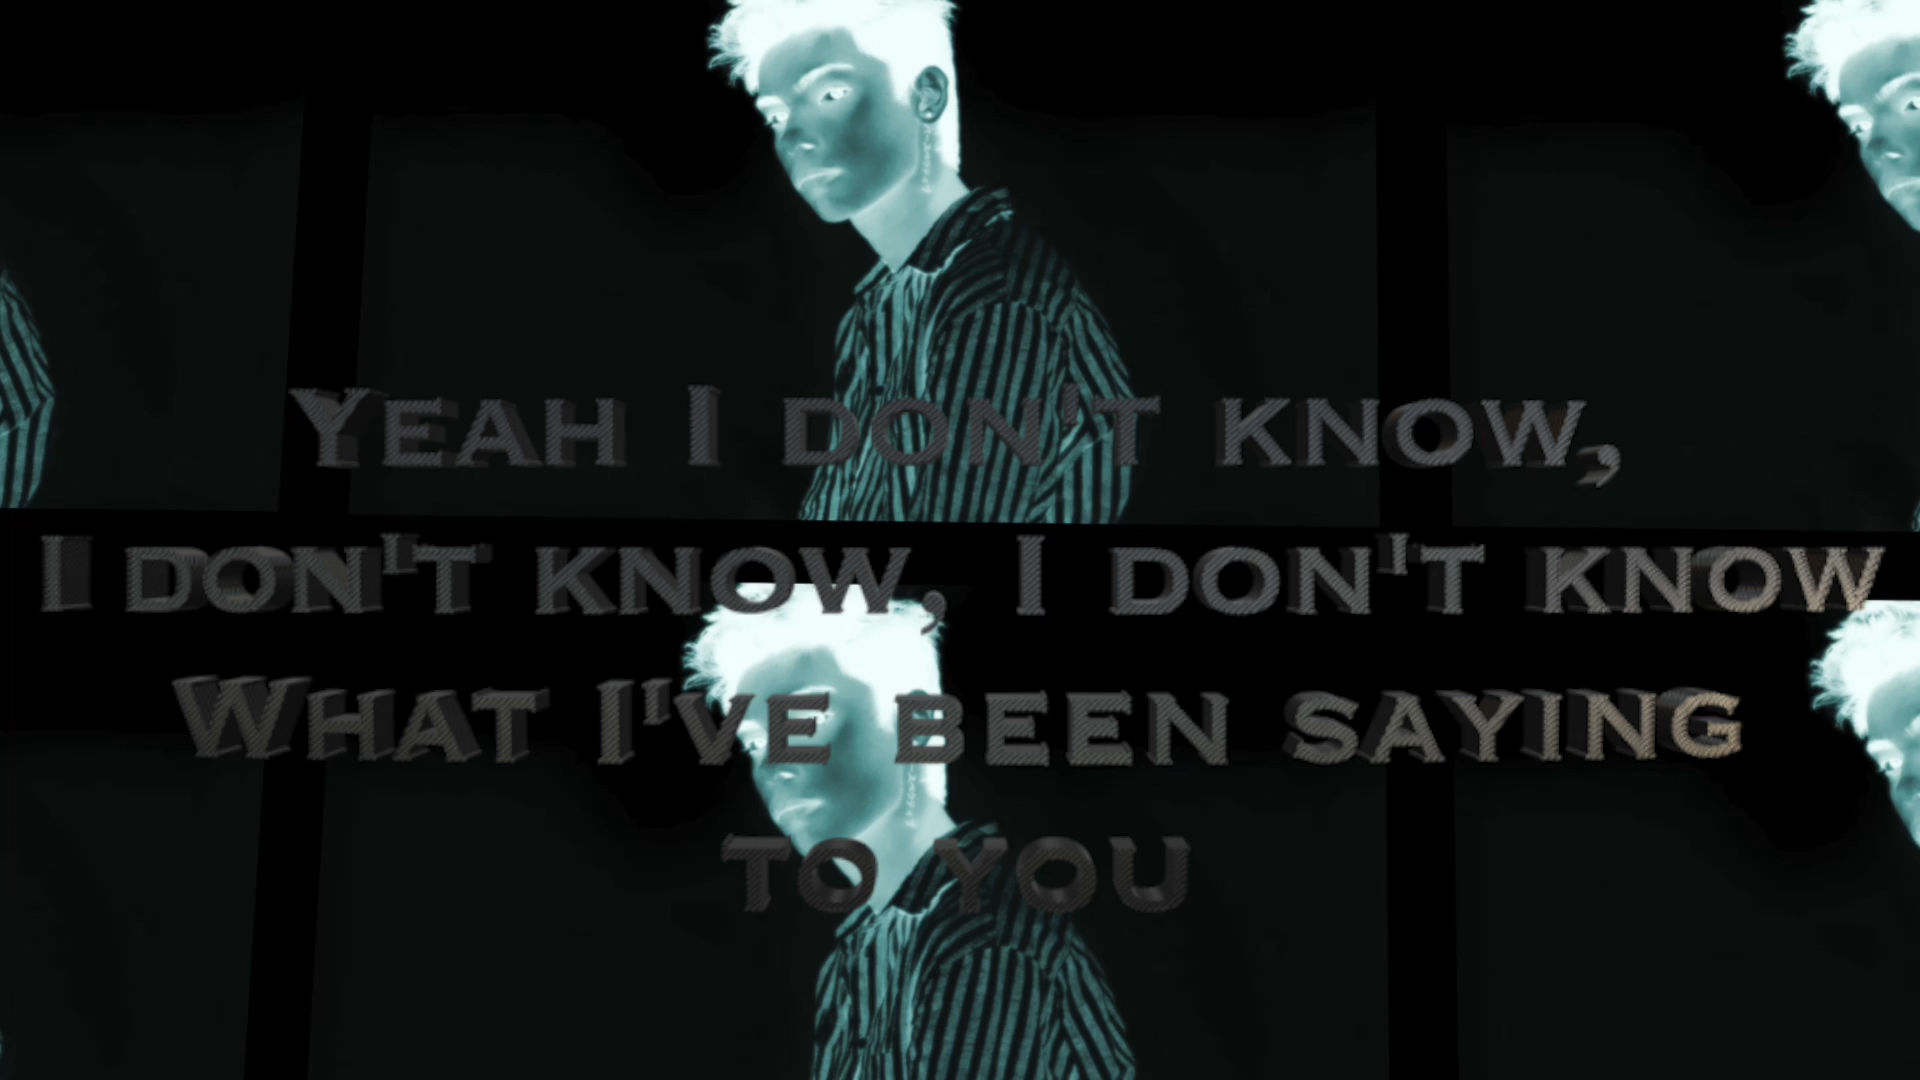 Yeah I don't know,
I don't know, I don't know
What I've been saying
to you